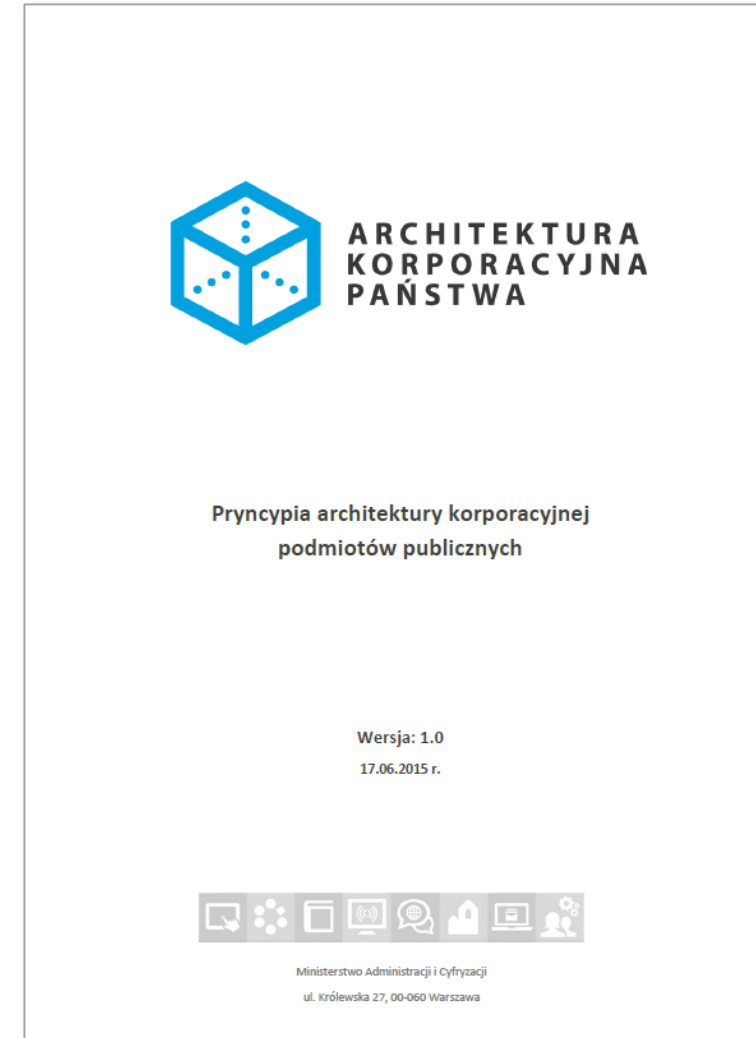 ARCHITEKTURA
KORPORACYJNA
PAŃSTWA
Pryncypia architektury korporacyjnej
podmiotów publicznych
Wersja: 1.0
17.06.2015 r.
Ministerstwo Administracji i Cyfryzacji
ul. Królewska 27, 00-060 Warszawa